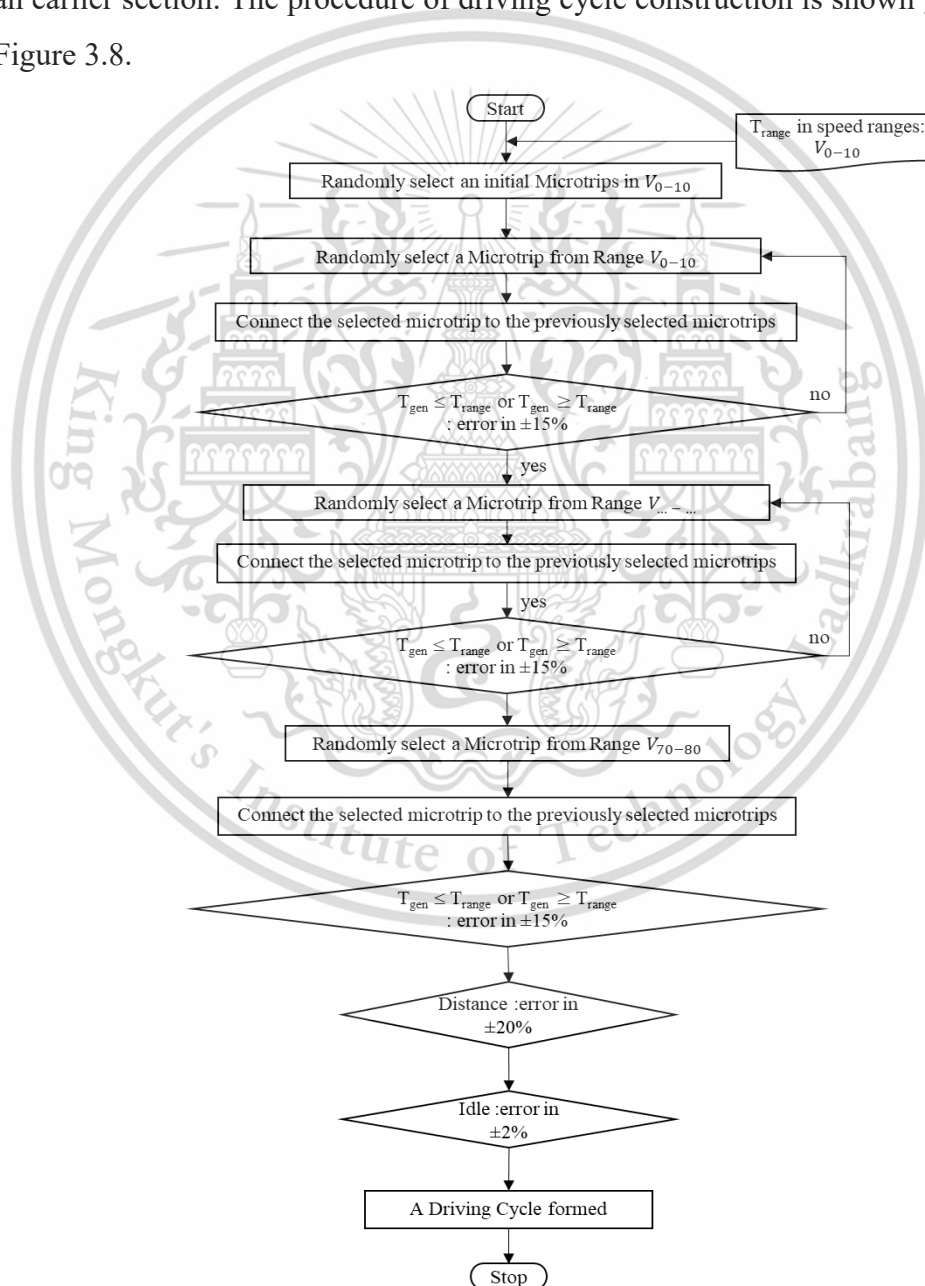 an earlier section. The procedure of driving cycle construction is shown
Figure 3.8.
Start
T_range in speed ranges:
V_0−10
Randomly select an initial Microtrips in V_0−10
Randomly select a Microtrip from Range V_0−10
Connect the selected microtrip to the previously selected microtrips
T_gen ≤ T_range or T_gen ≥ T_range
: error in ±15%
no
yes
Randomly select a Microtrip from Range V_... − ...
Connect the selected microtrip to the previously selected microtrips
yes
T_gen ≤ T_range or T_gen ≥ T_range
: error in ±15%
no
Randomly select a Microtrip from Range V_70−80
Connect the selected microtrip to the previously selected microtrips
T_gen ≤ T_range or T_gen ≥ T_range
: error in ±15%
Distance :error in
±20%
Idle :error in
±2%
A Driving Cycle formed
Stop
King Mongkut's Institute of Technology Ladkrabang